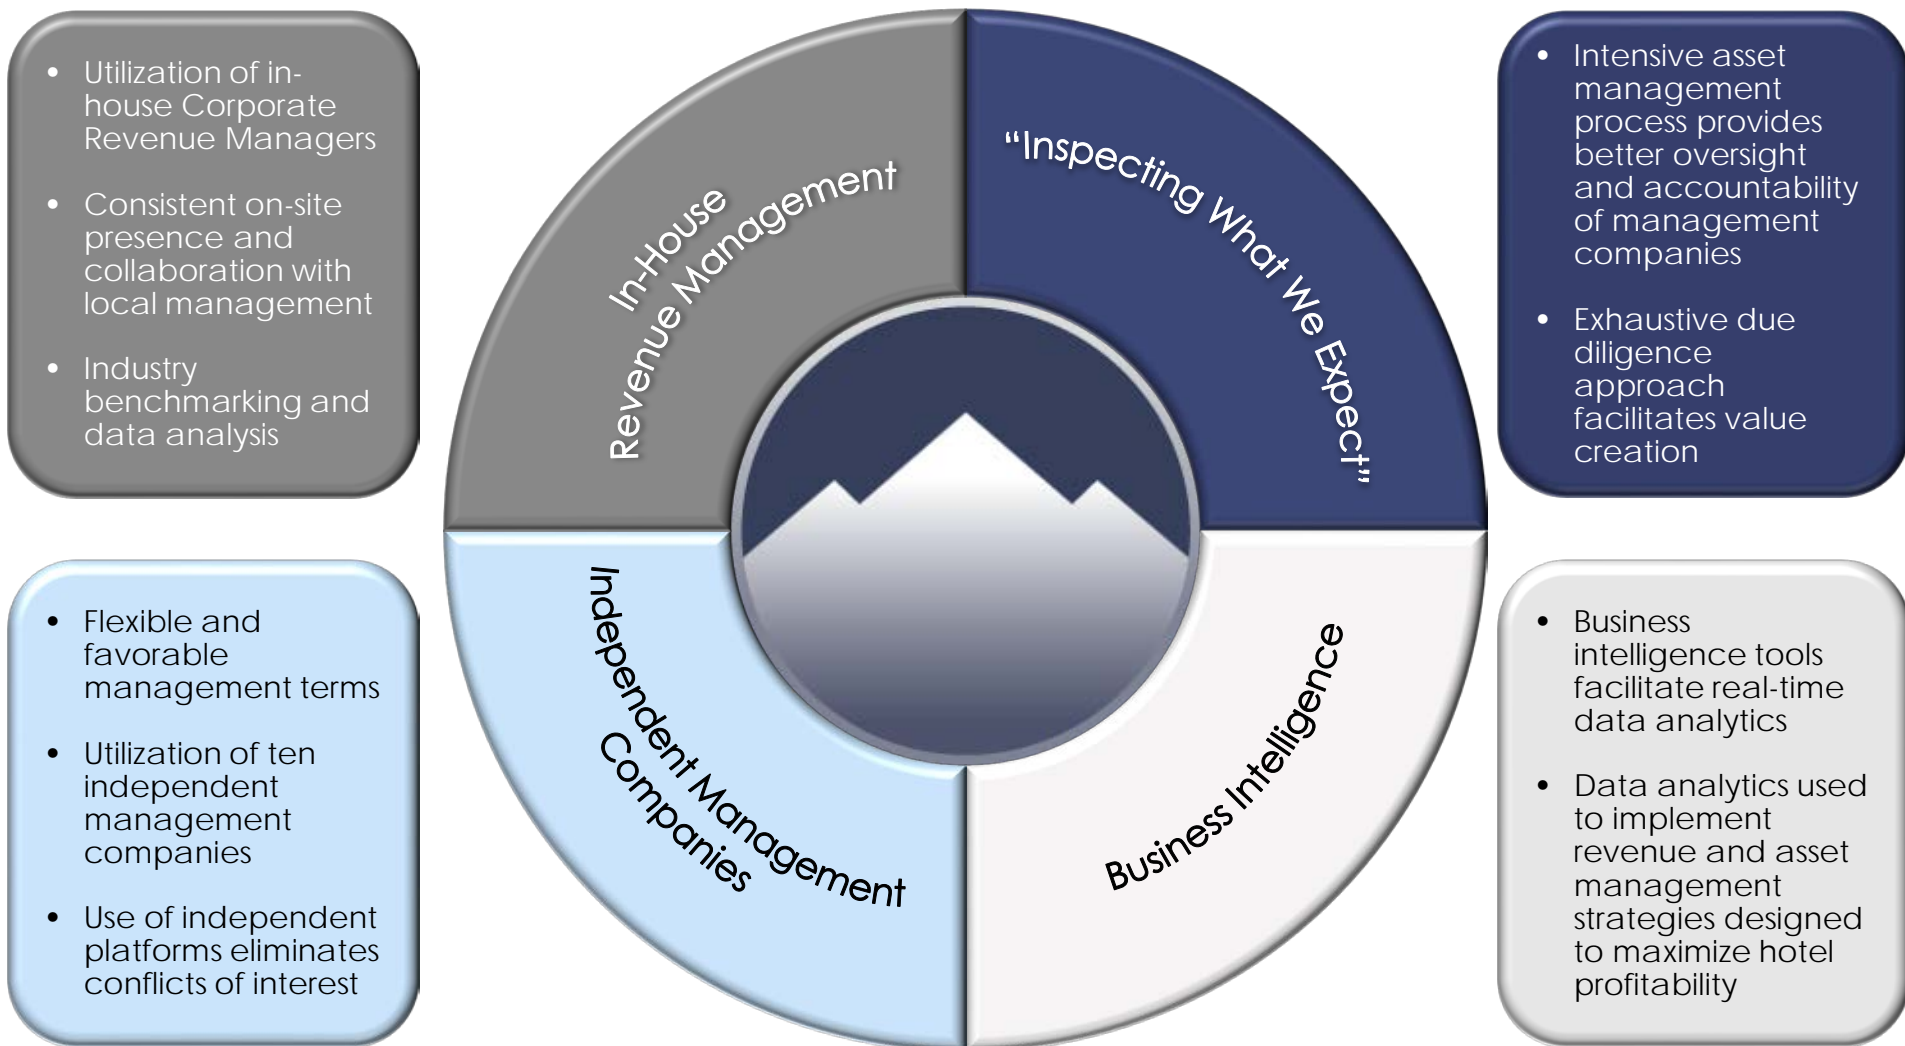 • Utilization of in-
house Corporate
Revenue Managers
• Consistent on-site
presence and
collaboration with
local management
• Industry
benchmarking and
data analysis
In-House
Revenue Management
“Inspecting What We Expect”
• Intensive asset
management
process provides
better oversight
and accountability
of management
companies
• Exhaustive due
diligence
approach
facilitates value
creation
• Flexible and
favorable
management terms
• Utilization of ten
independent
management
companies
• Use of independent
platforms eliminates
conflicts of interest
Independent Management
Companies
Business Intelligence
• Business
intelligence tools
facilitate real-time
data analytics
• Data analytics used
to implement
revenue and asset
management
strategies designed
to maximize hotel
profitability